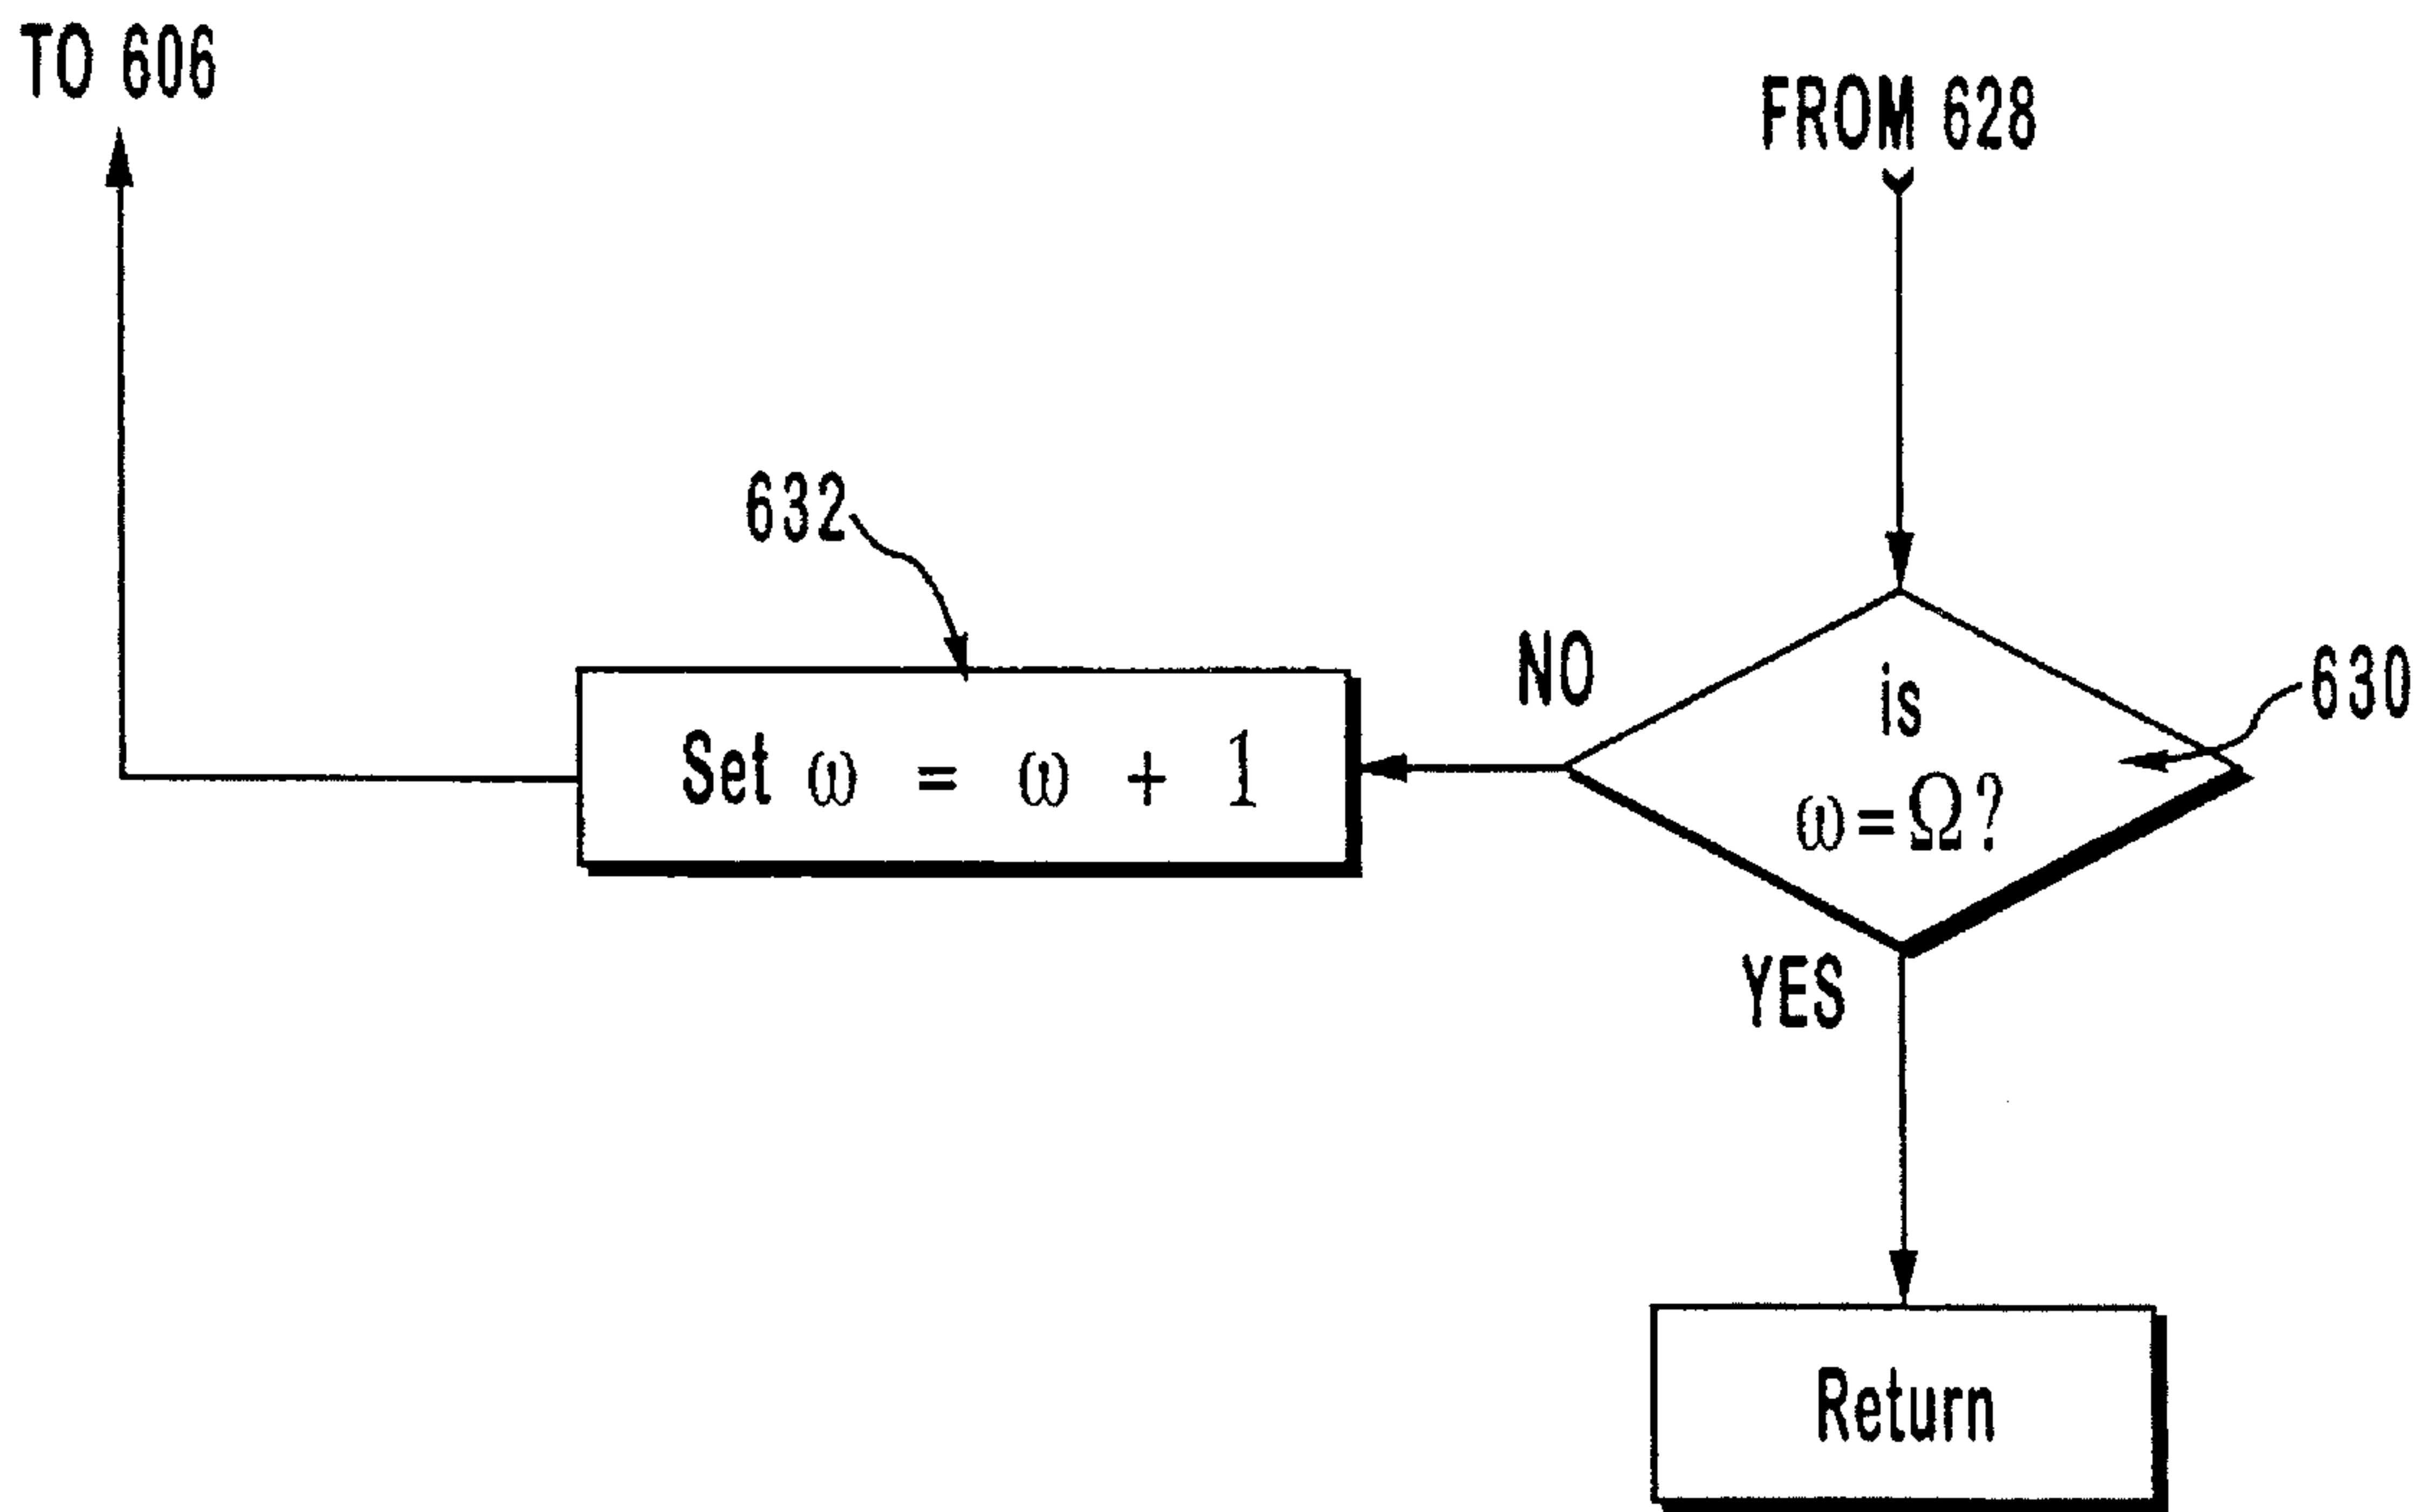 TO 606
FROM 628
632
NO
is
ω=Ω?
630
Set ω = ω + 1
YES
Return